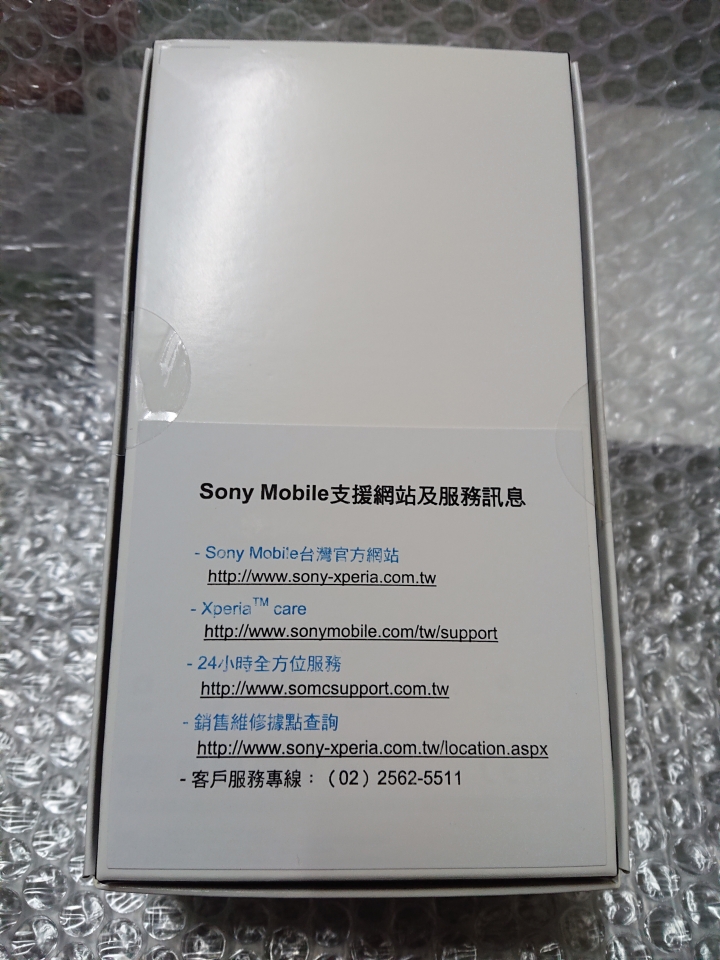 Sony Mobile支援網站及服務訊息
- Sony Mobile台灣官方網站
http://www.sony-xperia.com.tw
- Xperia™ care
http://www.sonymobile.com/tw/support
- 24小時全方位服務
http://www.somcsupport.com.tw
- 銷售維修據點查詢
http://www.sony-xperia.com.tw/location.aspx
- 客戶服務專線：（02）2562-5511